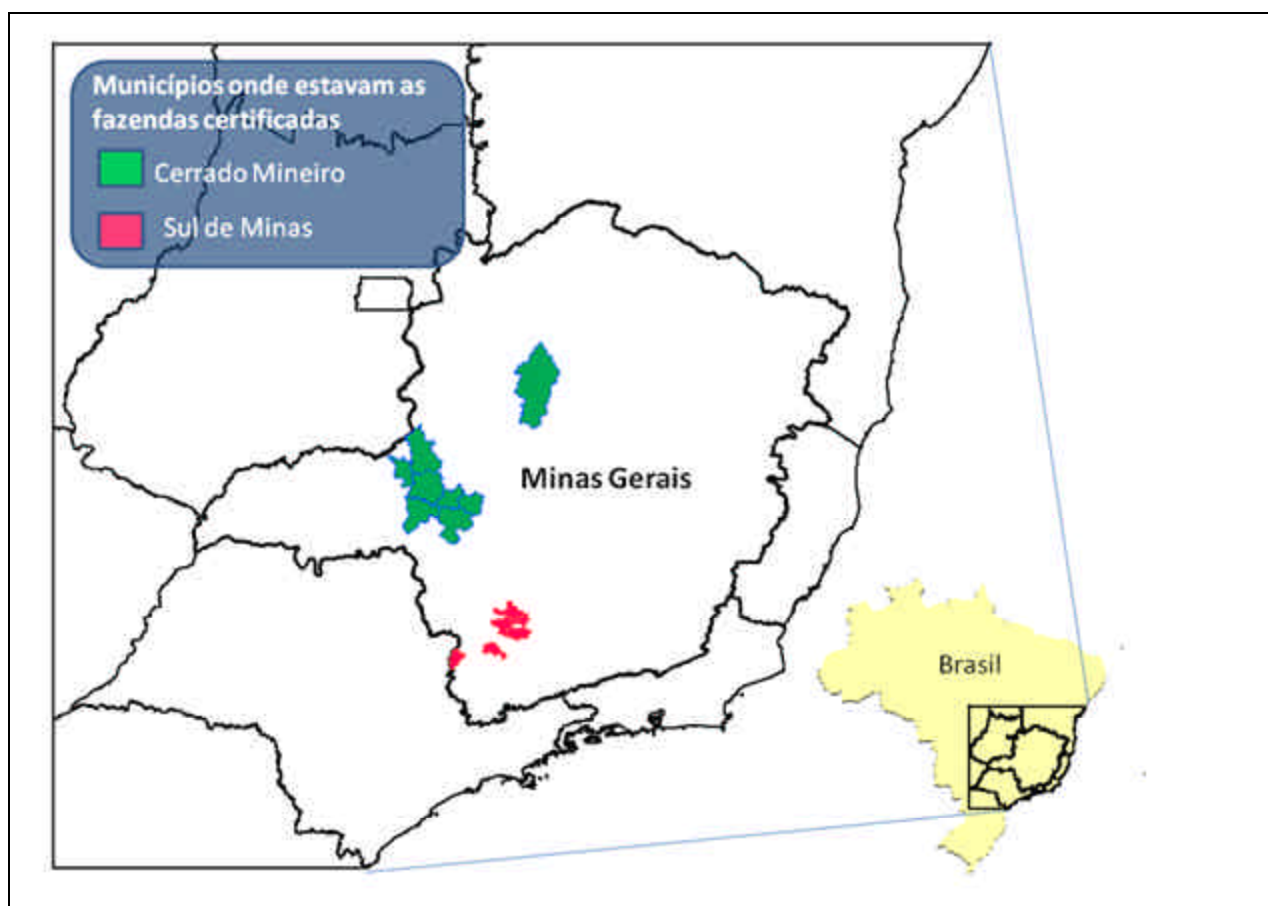 Municípios onde estavam as
fazendas certificadas
Cerrado Mineiro
Sul de Minas
Minas Gerais
Brasil